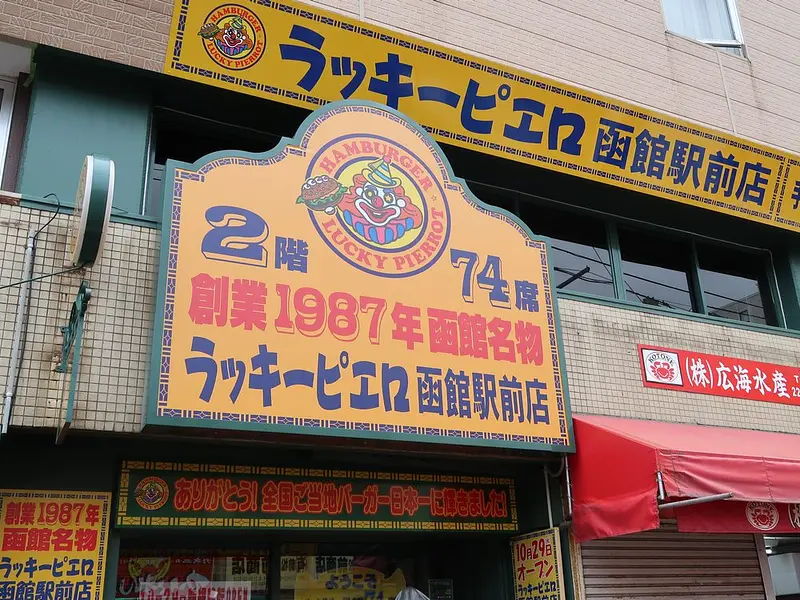 HAMBURGER
LUCKY PIERROT
ラッキーピエロ 函館駅前店
HAMBURGER
LUCKY PIERROT
2階 74席
創業1987年 函館名物
ラッキーピエロ 函館駅前店
(株)広海水産
ありがとう!全国ご当地バーガー日本一に輝きました!
創業1987年
函館名物
ラッキーピエロ
函館駅前店
10月29日
オープン
ようこそ